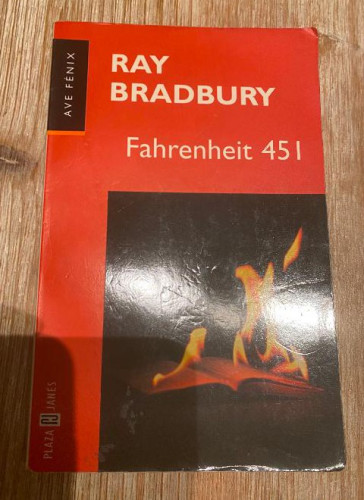 AVE FÉNIX
RAY
BRADBURY
Fahrenheit 451
PLAZA JANÉS